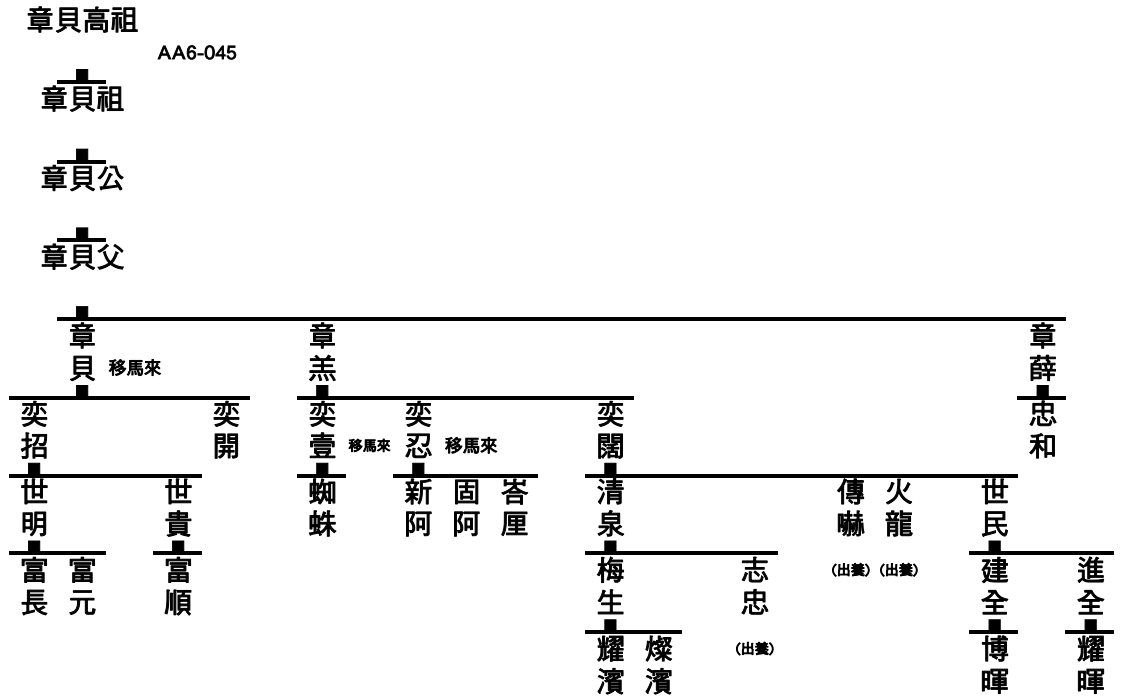 章貝高祖
AA6-045
章貝祖
章貝公
章貝父
章貝 移馬來
章羔
章薛
奕招
奕開
奕壹 移馬來
奕忍 移馬來
奕闊
忠和
世明
世貴
蜘蛛
新阿
固阿
峇厘
清泉
傳嚇
(出養)
火龍
(出養)
世民
富長
富元
富順
梅生
志忠
(出養)
建全
進全
耀濱
燦濱
博暉
耀暉